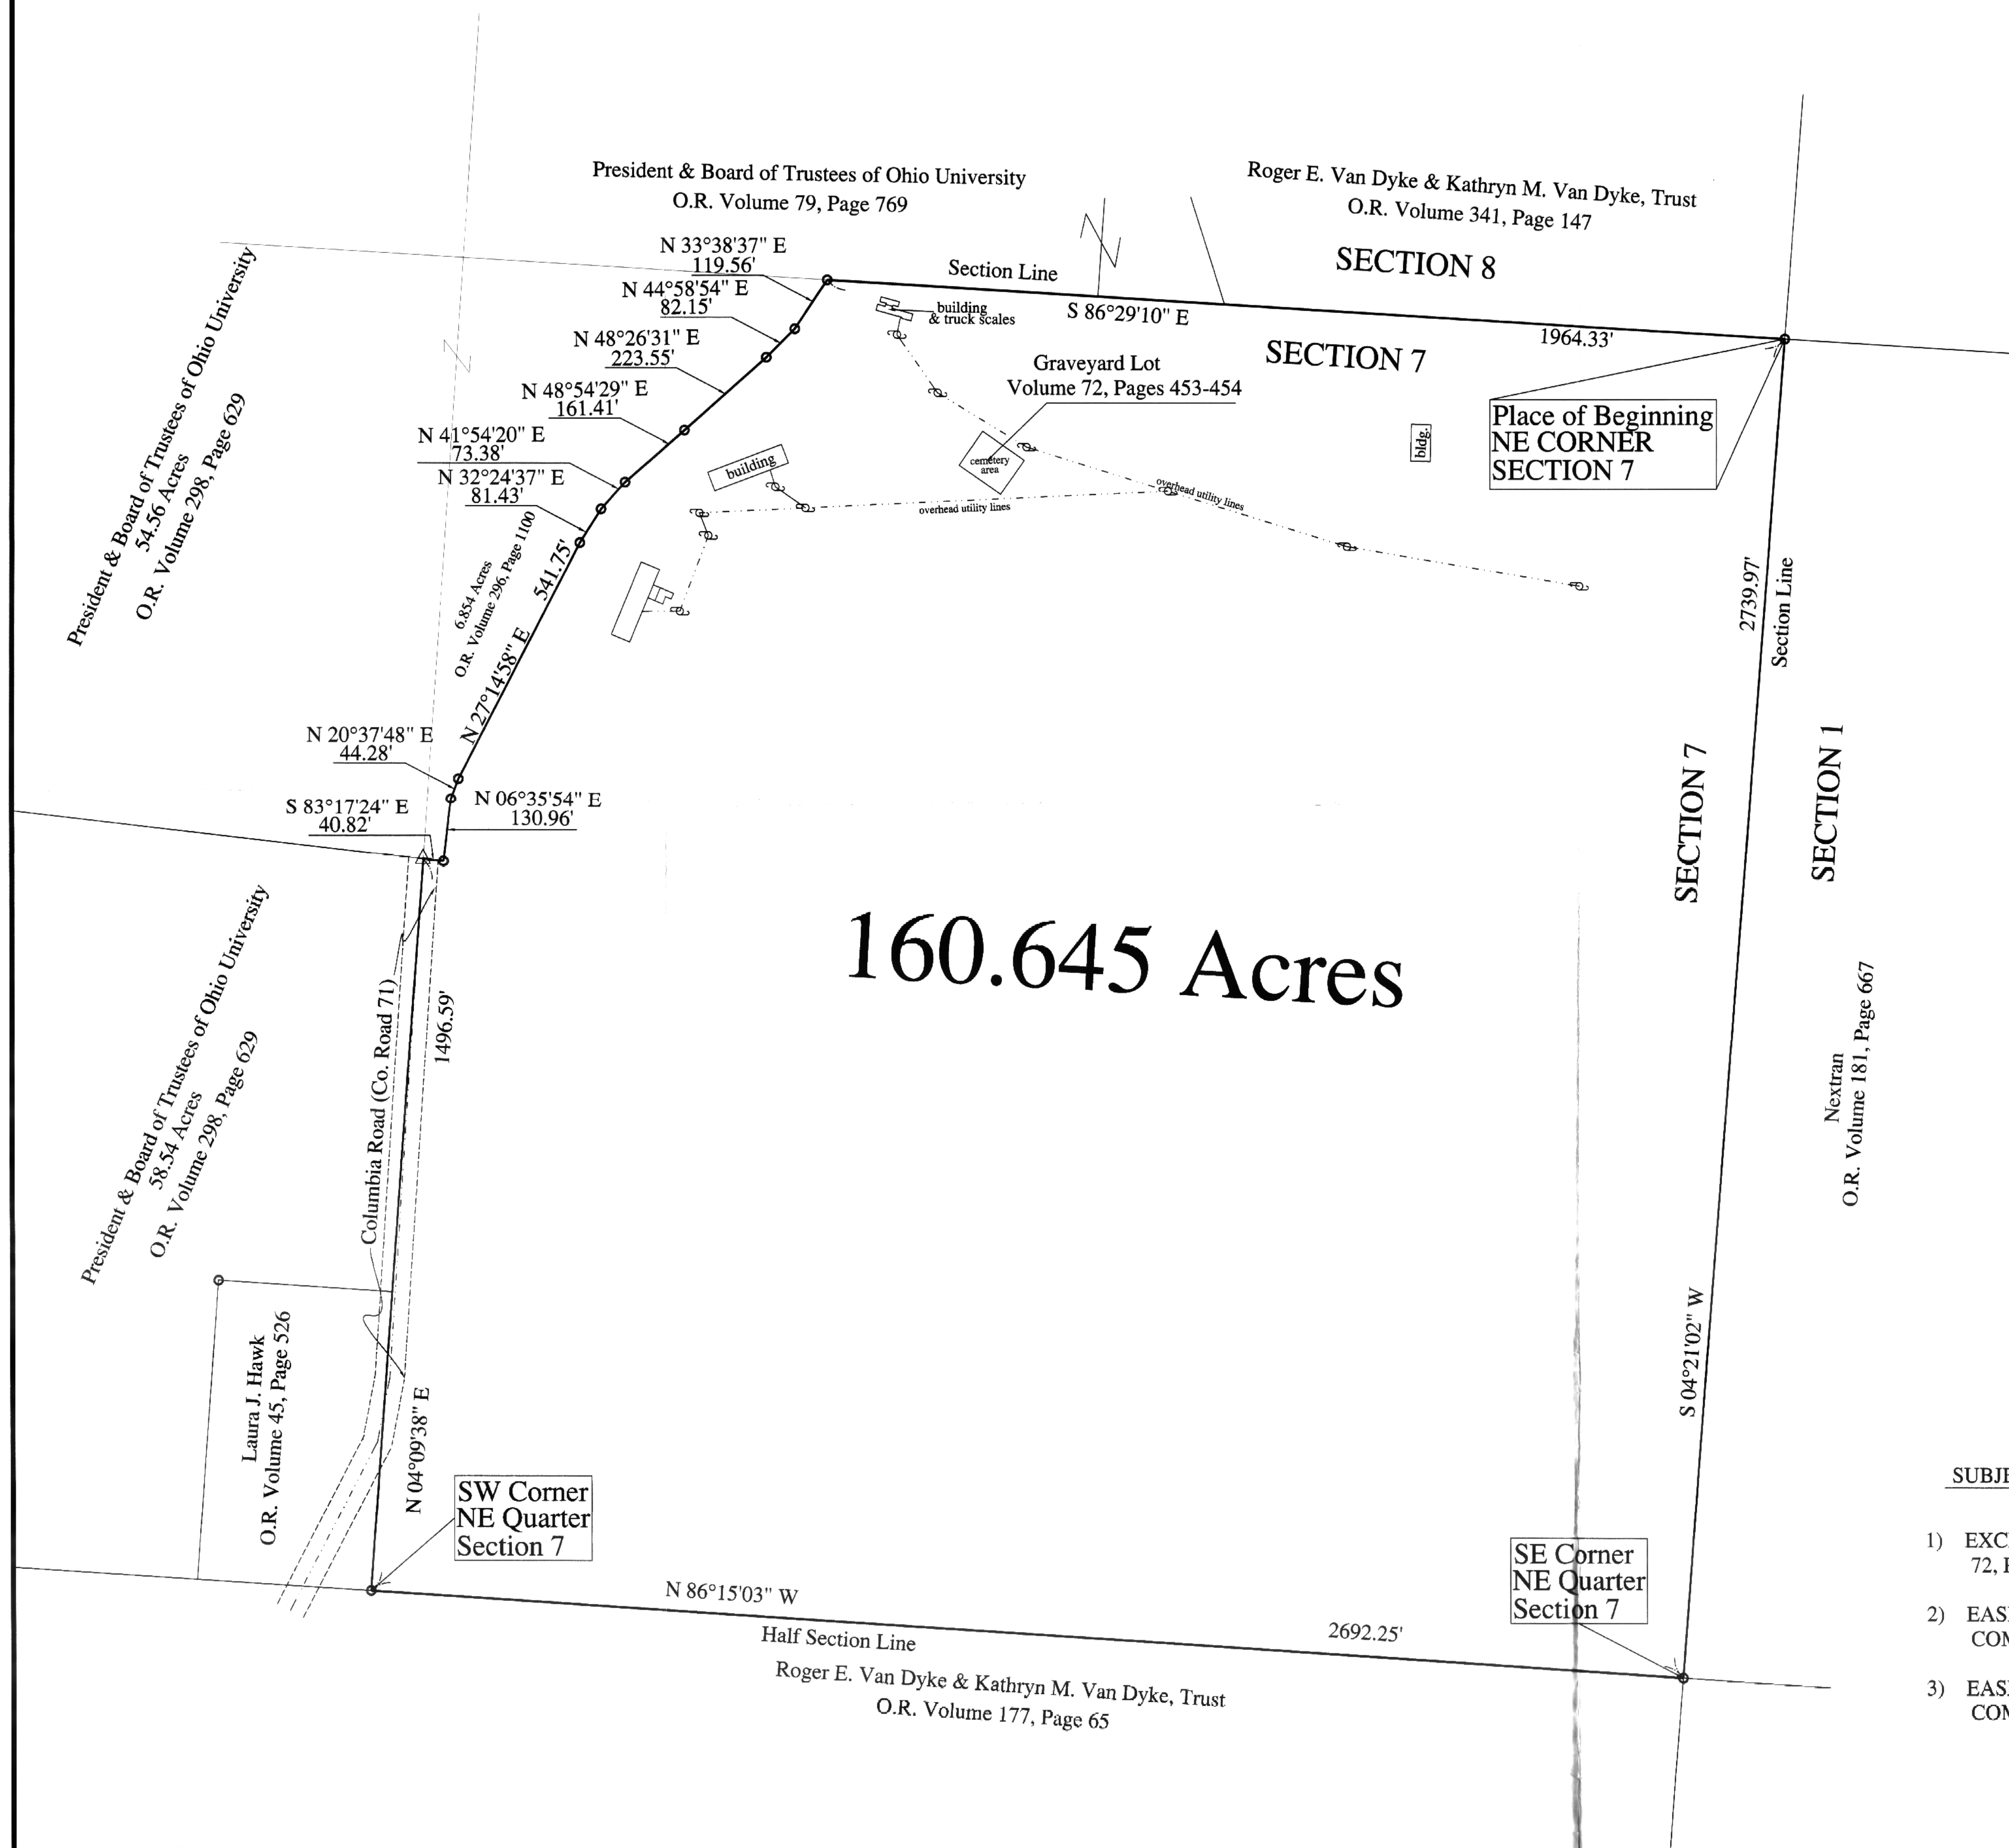 President & Board of Trustees of Ohio University
O.R. Volume 79, Page 769
Roger E. Van Dyke & Kathryn M. Van Dyke, Trust
O.R. Volume 341, Page 147
SECTION 8
N 33°38'37" E
119.56'
Section Line
S 86°29'10" E
1964.33'
N 44°58'54" E
82.15'
building
& truck scales
N 48°26'31" E
223.55'
SECTION 7
Graveyard Lot
Volume 72, Pages 453-454
N 48°54'29" E
161.41'
Place of Beginning
NE CORNER
SECTION 7
N 41°54'20" E
73.38'
N 32°24'37" E
81.43'
building
cemetery
area
bldg.
overhead utility lines
overhead utility lines
President & Board of Trustees of Ohio University
54.56 Acres
O.R. Volume 298, Page 629
6.854 Acres
O.R. Volume 296, Page 1100
541.75'
N 27°14'58" E
2739.97'
Section Line
N 20°37'48" E
44.28'
N 06°35'54" E
130.96'
S 83°17'24" E
40.82'
SECTION 7
SECTION 1
160.645 Acres
President & Board of Trustees of Ohio University
58.54 Acres
O.R. Volume 298, Page 629
Columbia Road (Co. Road 71)
1496.59'
Nextran
O.R. Volume 181, Page 667
Laura J. Hawk
O.R. Volume 45, Page 526
N 04°09'38" E
S 04°21'02" W
SW Corner
NE Quarter
Section 7
SE Corner
NE Quarter
Section 7
N 86°15'03" W
2692.25'
Half Section Line
Roger E. Van Dyke & Kathryn M. Van Dyke, Trust
O.R. Volume 177, Page 65
SUBJE
1) EXC
72,
2) EAS
COM
3) EAS
COM